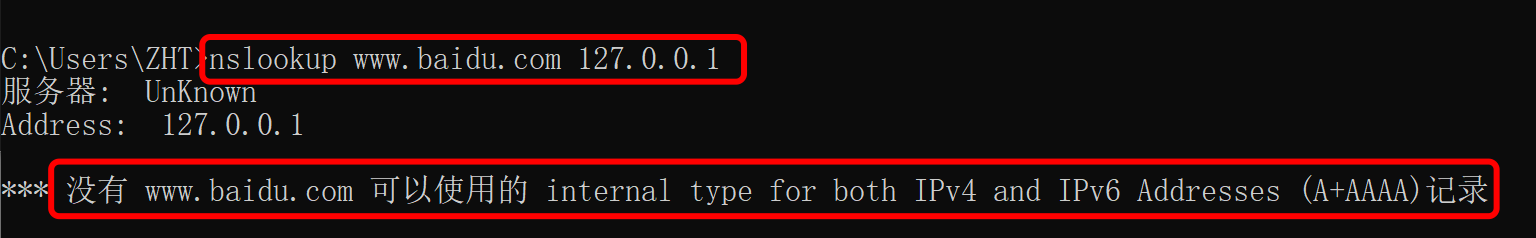 C:\Users\ZHT>nslookup www.baidu.com 127.0.0.1
服务器:  UnKnown
Address:  127.0.0.1
*** 没有 www.baidu.com 可以使用的 internal type for both IPv4 and IPv6 Addresses (A+AAAA)记录